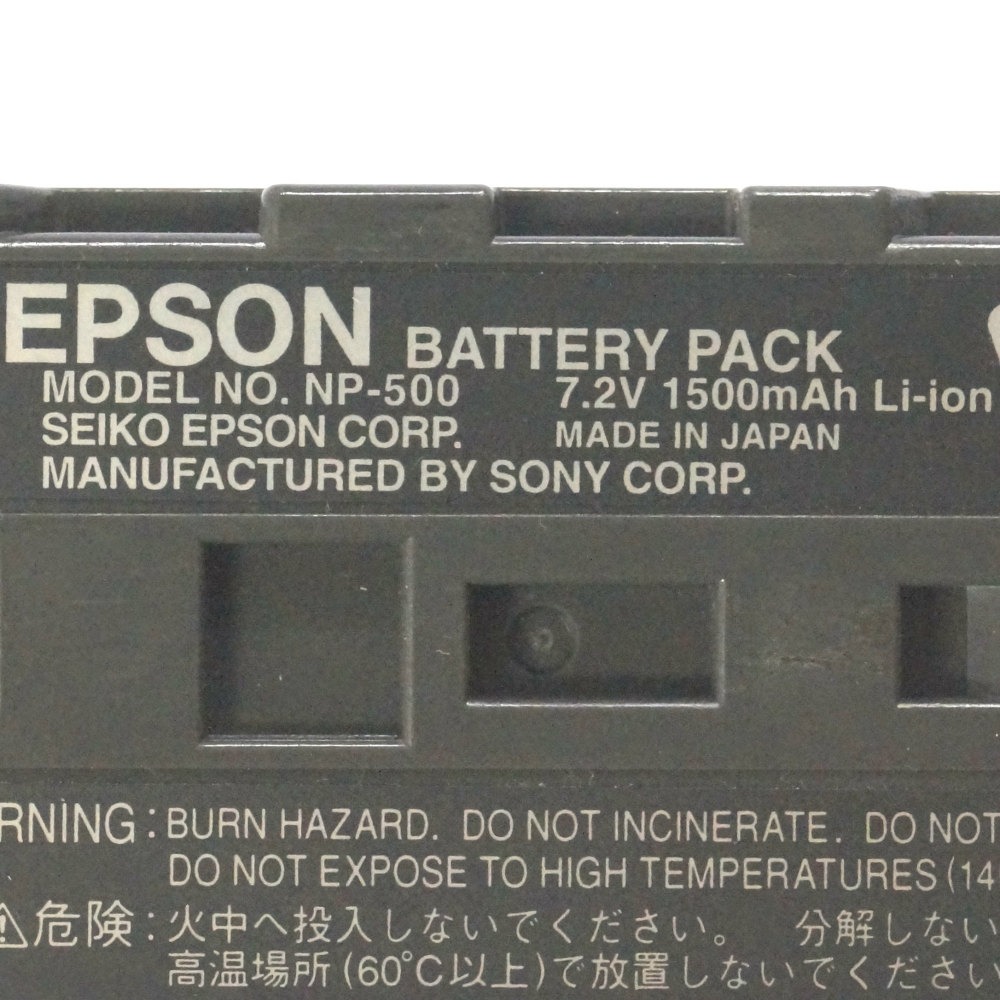 EPSON BATTERY PACK
MODEL NO. NP-500 7.2V 1500mAh Li-ion
SEIKO EPSON CORP. MADE IN JAPAN
MANUFACTURED BY SONY CORP.
RNING : BURN HAZARD. DO NOT INCINERATE. DO NOT
DO NOT EXPOSE TO HIGH TEMPERATURES (14
⚠危険 : 火中へ投入しないでください。 分解しない
高温場所 (60°C以上) で放置しないでください